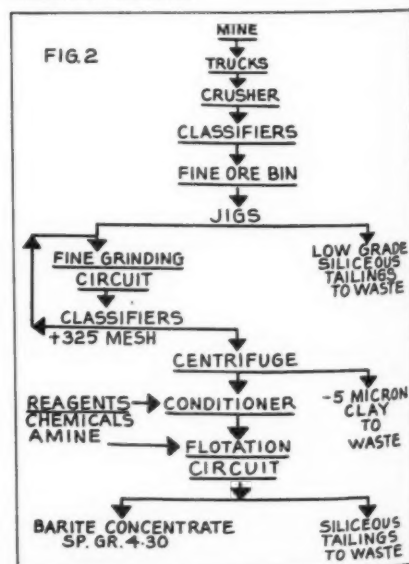 FIG. 2
MINE
TRUCKS
CRUSHER
CLASSIFIERS
FINE ORE BIN
JIGS
FINE GRINDING
CIRCUIT
LOW GRADE
SILICEOUS
TAILINGS
TO WASTE
CLASSIFIERS
+325 MESH
CENTRIFUGE
REAGENTS
CHEMICALS
AMINE
CONDITIONER
-5 MICRON
CLAY
TO
WASTE
FLOTATION
CIRCUIT
BARITE CONCENTRATE
SP. GR. 4.30
SILICEOUS
TAILINGS
TO WASTE